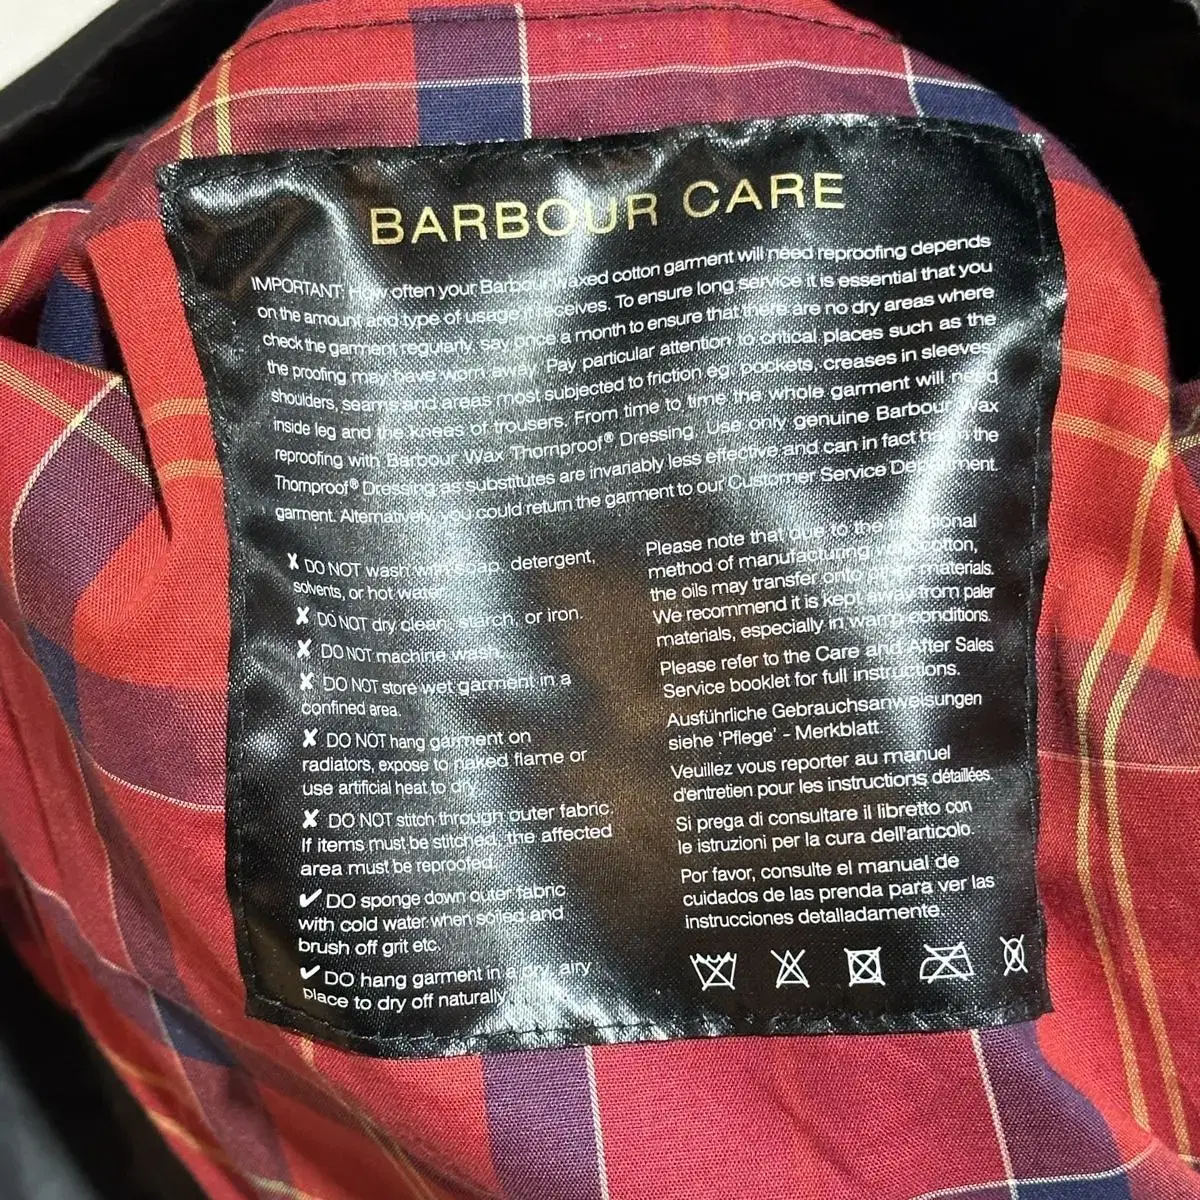 BARBOUR CARE
IMPORTANT: How often your Barbour Waxed cotton garment will need reproofing depends
on the amount and type of usage it receives. To ensure long service it is essential that you
check the garment regularly, say once a month to ensure that there are no dry areas where
the proofing may have worn away. Pay particular attention to critical places such as the
shoulders, seams and areas most subjected to friction eg. pockets, creases in sleeves,
inside leg and the knees of trousers. From time to time the whole garment will need
reproofing with Barbour Wax Thornproof® Dressing. Use only genuine Barbour Wax
Thornproof® Dressing as substitutes are invariably less effective and can in fact harm the
garment. Alternatively, you could return the garment to our Customer Service Department.
✘ DO NOT wash with soap, detergent,
solvents, or hot water.
✘ DO NOT dry clean, starch, or iron.
✘ DO NOT machine wash.
✘ DO NOT store wet garment in a
confined area.
✘ DO NOT hang garment on
radiators, expose to naked flame or
use artificial heat to dry.
✘ DO NOT stitch through outer fabric.
If items must be stitched, the affected
area must be reproofed.
✔ DO sponge down outer fabric
with cold water when soiled and
brush off grit etc.
✔ DO hang garment in a dry, airy
place to dry off naturally.
Please note that due to the traditional
method of manufacturing wax cotton,
the oils may transfer onto other materials.
We recommend it is kept away from paler
materials, especially in warm conditions.
Please refer to the Care and After Sales
Service booklet for full instructions.
Ausführliche Gebrauchsanweisungen
siehe 'Pflege' - Merkblatt.
Veuillez vous reporter au manuel
d'entretien pour les instructions détaillées.
Si prega di consultare il libretto con
le istruzioni per la cura dell'articolo.
Por favor, consulte el manual de
cuidados de las prenda para ver las
instrucciones detalladamente.